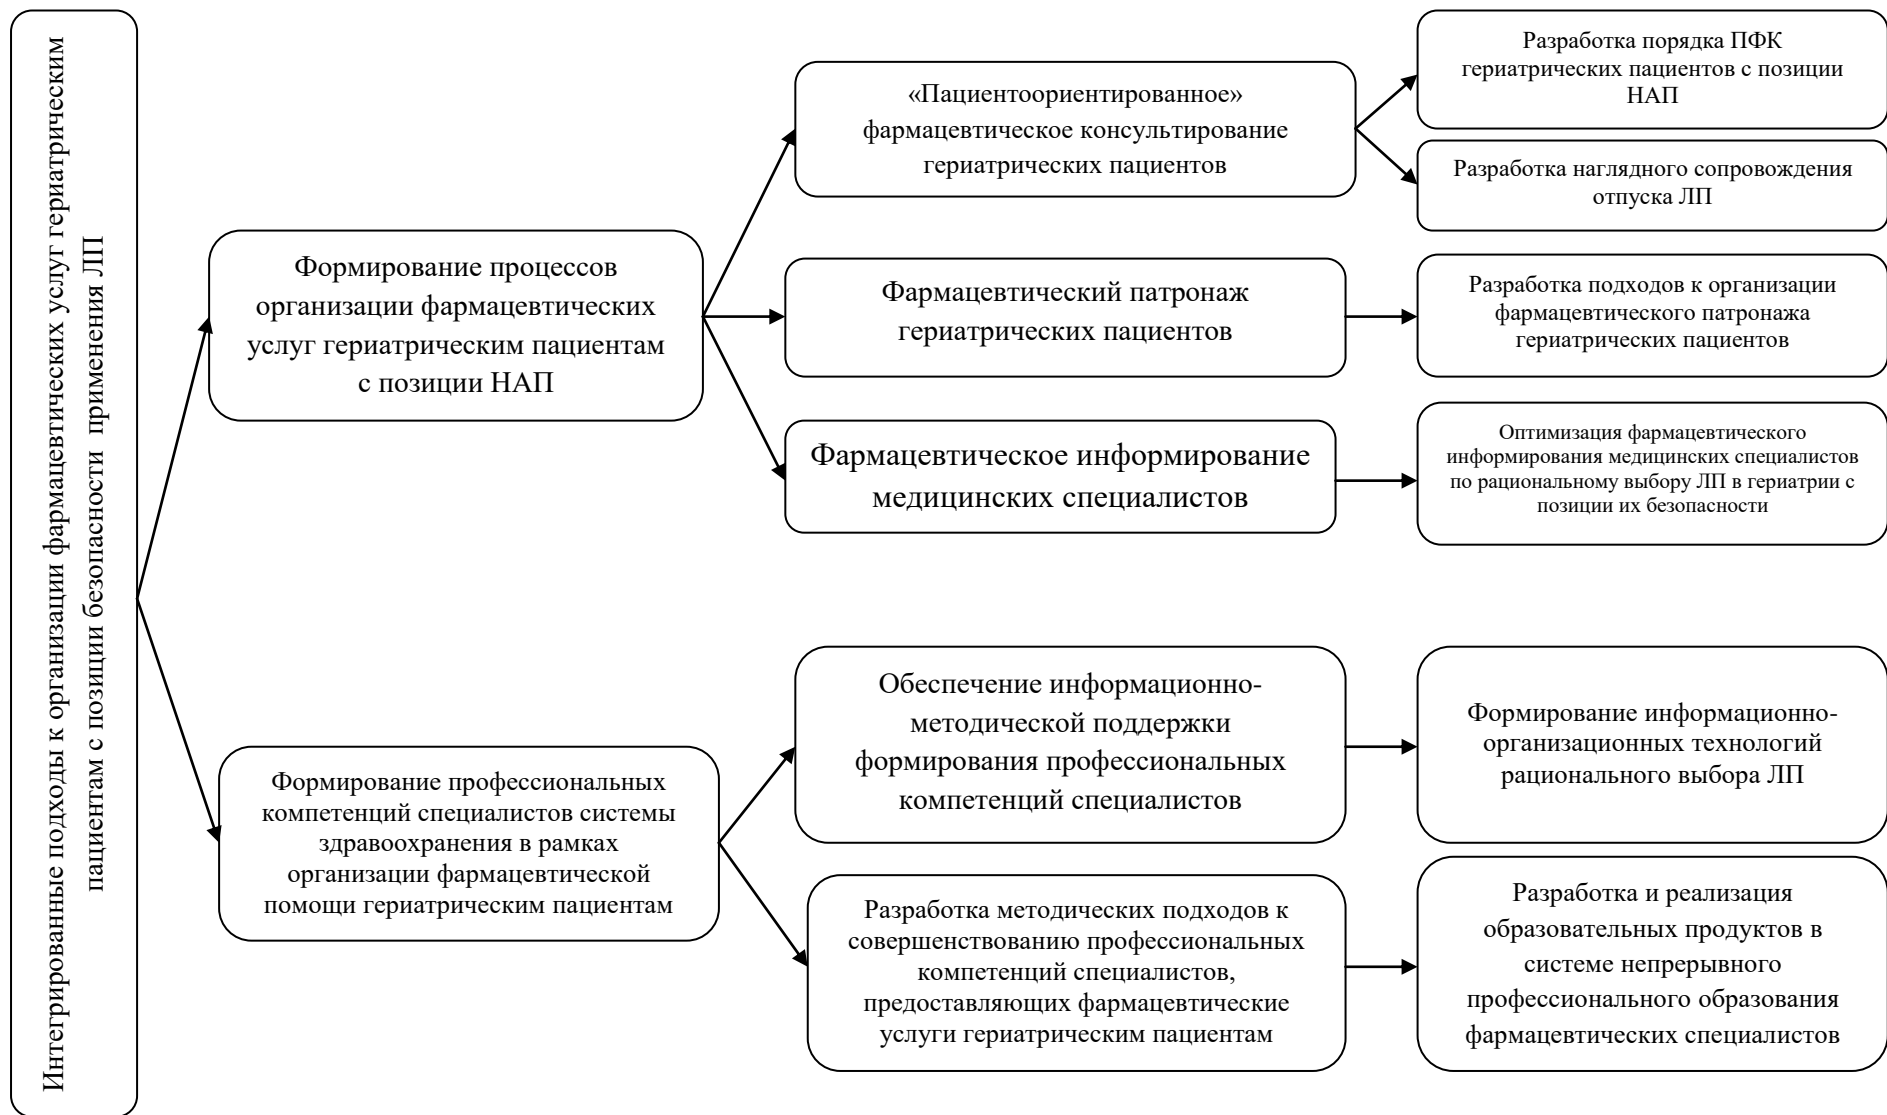 Интегрированные подходы к организации фармацевтических услуг гериатрическим
пациентам с позиции безопасности применения ЛП
Формирование процессов
организации фармацевтических
услуг гериатрическим пациентам
с позиции НАП
«Пациентоориентированное»
фармацевтическое консультирование
гериатрических пациентов
Разработка порядка ПФК
гериатрических пациентов с позиции
НАП
Разработка наглядного сопровождения
отпуска ЛП
Фармацевтический патронаж
гериатрических пациентов
Разработка подходов к организации
фармацевтического патронажа
гериатрических пациентов
Фармацевтическое информирование
медицинских специалистов
Оптимизация фармацевтического
информирования медицинских специалистов
по рациональному выбору ЛП в гериатрии с
позиции их безопасности
Формирование профессиональных
компетенций специалистов системы
здравоохранения в рамках
организации фармацевтической
помощи гериатрическим пациентам
Обеспечение информационно-
методической поддержки
формирования профессиональных
компетенций специалистов
Формирование информационно-
организационных технологий
рационального выбора ЛП
Разработка методических подходов к
совершенствованию профессиональных
компетенций специалистов,
предоставляющих фармацевтические
услуги гериатрическим пациентам
Разработка и реализация
образовательных продуктов в
системе непрерывного
профессионального образования
фармацевтических специалистов